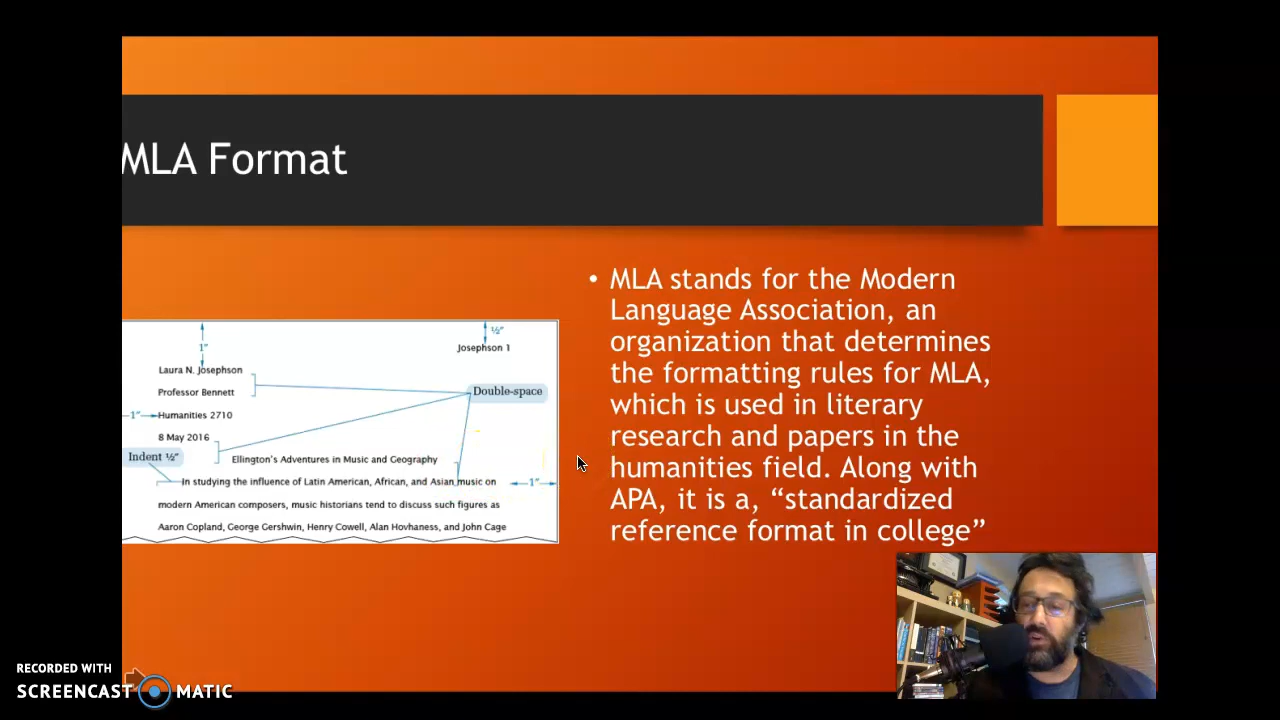 MLA Format
½"
1"
Josephson 1
Laura N. Josephson
Professor Bennett
Double-space
1"
Humanities 2710
8 May 2016
Indent ½"
Ellington's Adventures in Music and Geography
In studying the influence of Latin American, African, and Asian music on
1"
modern American composers, music historians tend to discuss such figures as
Aaron Copland, George Gershwin, Henry Cowell, Alan Hovhaness, and John Cage
• MLA stands for the Modern
Language Association, an
organization that determines
the formatting rules for MLA,
which is used in literary
research and papers in the
humanities field. Along with
APA, it is a, “standardized
reference format in college”
RECORDED WITH
SCREENCAST MATIC